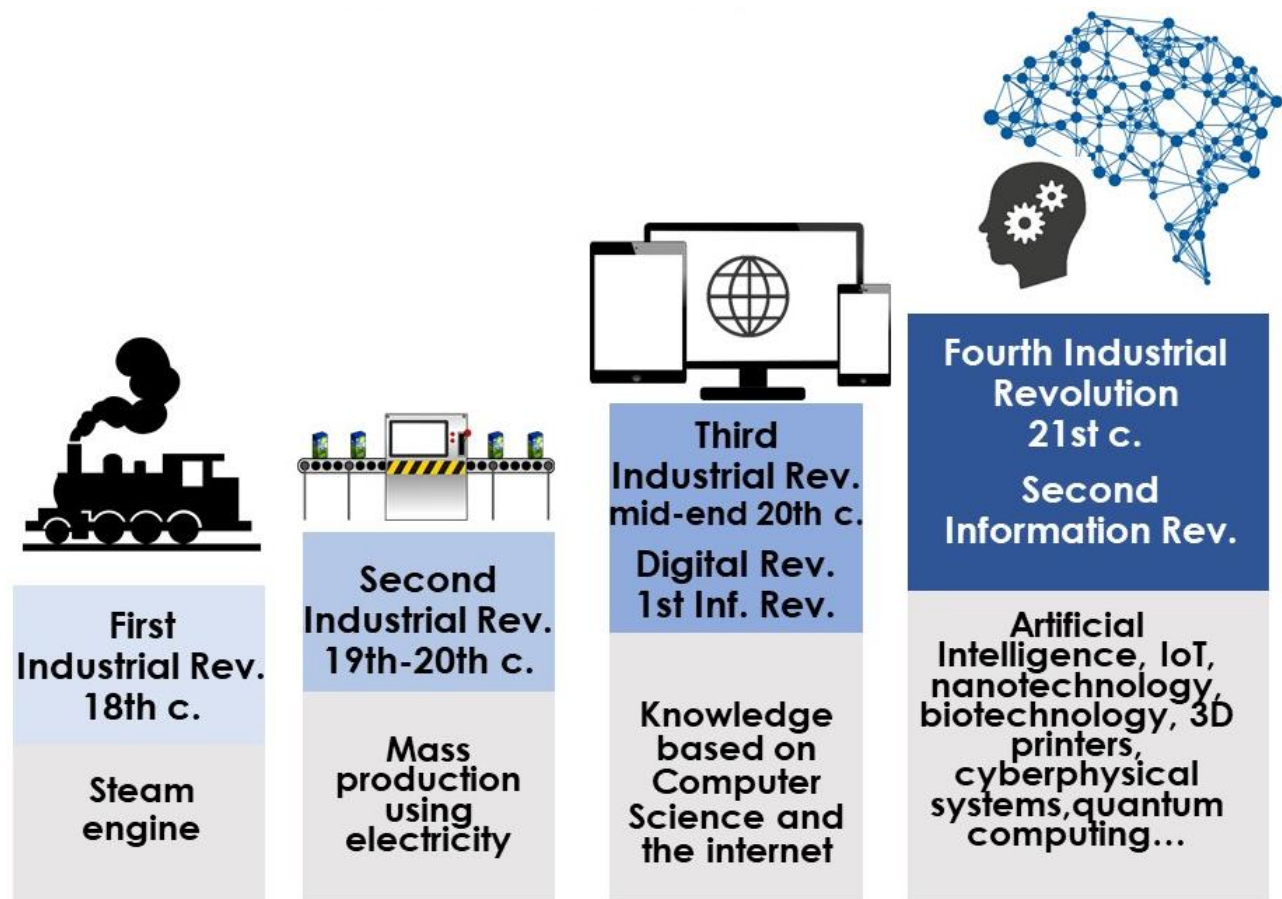 First
Industrial Rev.
18th c.
Steam
engine
Second
Industrial Rev.
19th-20th c.
Mass
production
using
electricity
Third
Industrial Rev.
mid-end 20th c.
Digital Rev.
1st Inf. Rev.
Knowledge
based on
Computer
Science and
the internet
Fourth Industrial
Revolution
21st c.
Second
Information Rev.
Artificial
Intelligence, IoT,
nanotechnology,
biotechnology, 3D
printers,
cyberphysical
systems,quantum
computing...